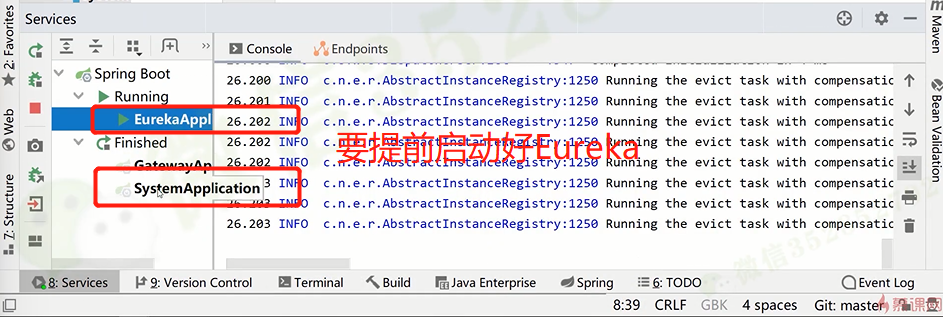 Services
2: Favorites
Web
Z: Structure
Maven
Bean Validation
Console
Endpoints
Spring Boot
Running
EurekaAppl
Finished
GatewayAp
SystemApplication
26.200 INFO c.n.e.r.AbstractInstanceRegistry:1250 Running the evict task with compensatio
26.201 INFO c.n.e.r.AbstractInstanceRegistry:1250 Running the evict task with compensatio
26.202 INFO c.n.e.r.AbstractInstanceRegistry:1250 Running the evict task with compensatio
26.202 INFO c.n.e.r.AbstractInstanceRegistry:1250 Running the evict task with compensatio
26.202 INFO c.n.e.r.AbstractInstanceRegistry:1250 Running the evict task with compensatio
3 INFO c.n.e.r.AbstractInstanceRegistry:1250 Running the evict task with compensatio
26.203 INFO c.n.e.r.AbstractInstanceRegistry:1250 Running the evict task with compensatio
26.203 INFO c.n.e.r.AbstractInstanceRegistry:1250 Running the evict task with compensatio
要提前启动好Eureka
8: Services
9: Version Control
Terminal
Build
Java Enterprise
Spring
6: TODO
Event Log
8:39 CRLF GBK 4 spaces Git: master
慕课网